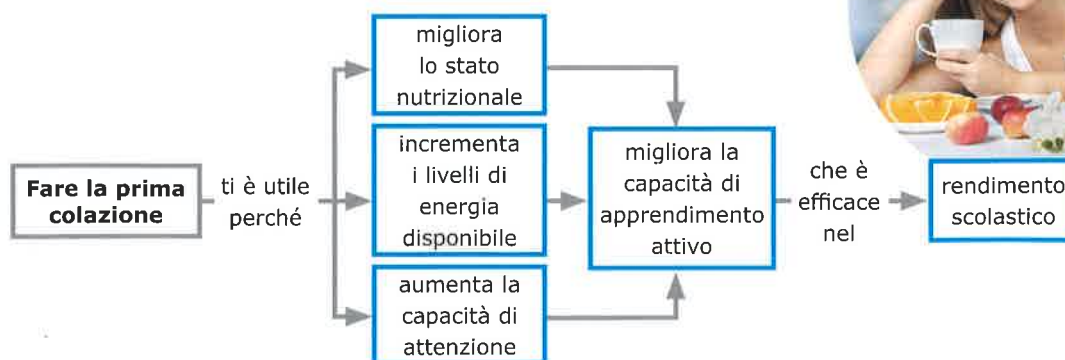 Fare la prima
colazione
ti è utile
perché
migliora
lo stato
nutrizionale
incrementa
i livelli di
energia
disponibile
aumenta la
capacità di
attenzione
migliora la
capacità di
apprendimento
attivo
che è
efficace
nel
rendimento
scolastico